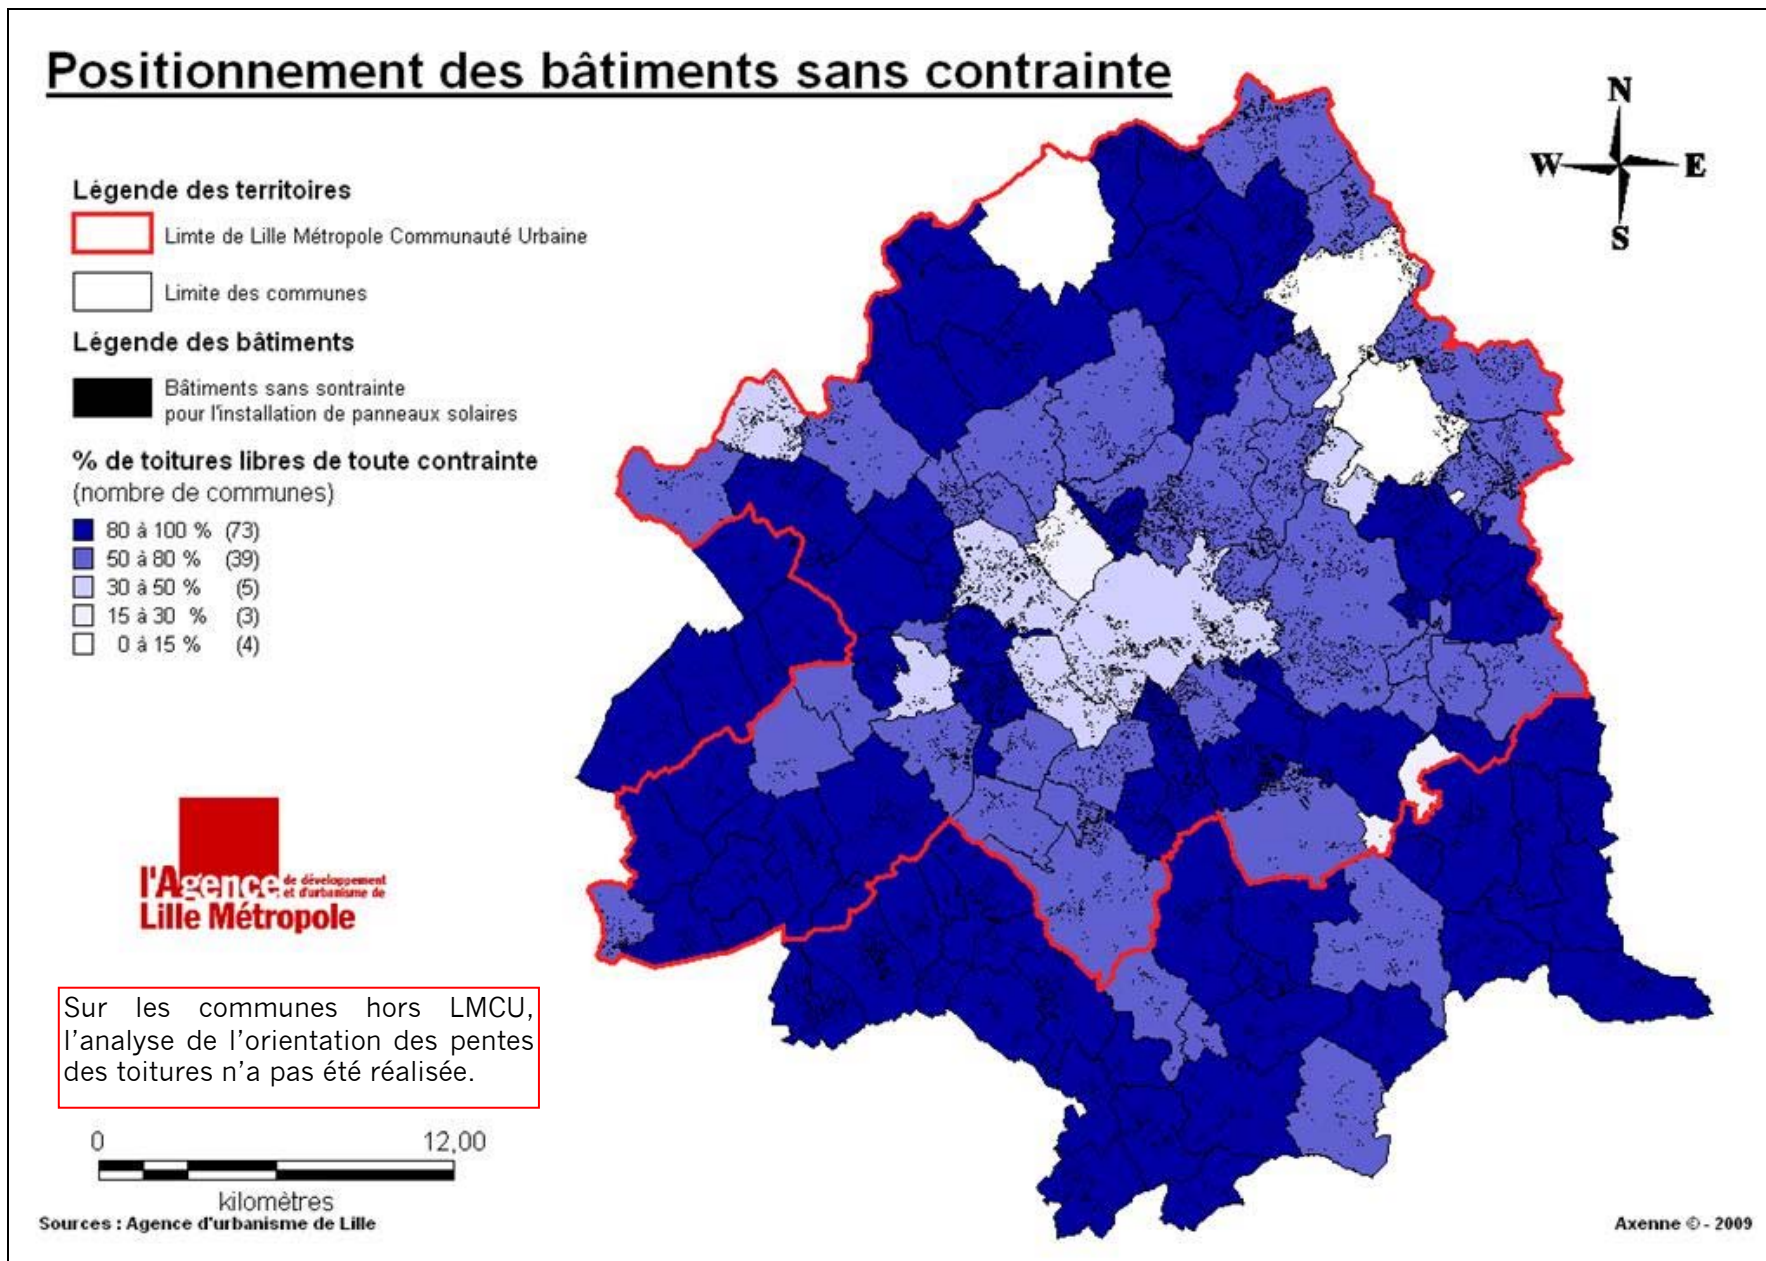 Positionnement des bâtiments sans contrainte
N
W
E
S
Légende des territoires
Limte de Lille Métropole Communauté Urbaine
Limite des communes
Légende des bâtiments
Bâtiments sans sontrainte
pour l'installation de panneaux solaires
% de toitures libres de toute contrainte
(nombre de communes)
80 à 100 % (73)
50 à 80 % (39)
30 à 50 % (5)
15 à 30 % (3)
0 à 15 % (4)
l'Agence de développement
et d'urbanisme de
Lille Métropole
Sur les communes hors LMCU,
l’analyse de l’orientation des pentes
des toitures n’a pas été réalisée.
0 12,00
kilomètres
Sources : Agence d'urbanisme de Lille
Axenne © - 2009